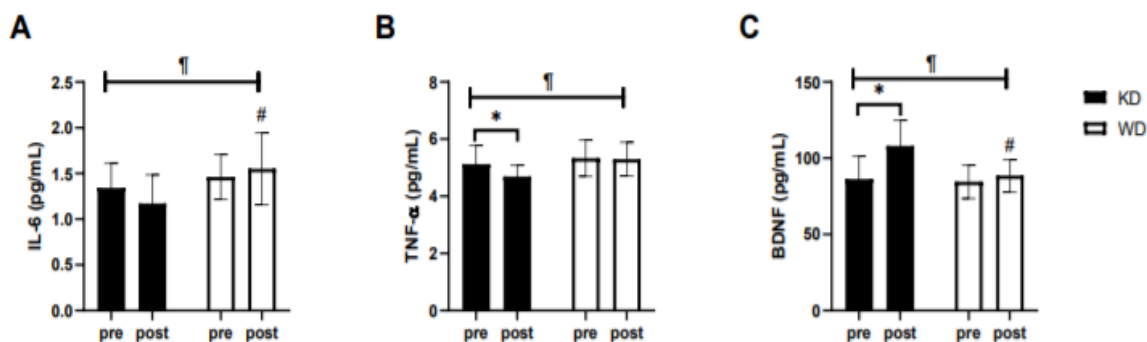 A
IL-6 (pg/mL)
2.5
2.0
1.5
1.0
0.5
0.0
¶
#
pre post pre post
B
TNF-α (pg/mL)
8
6
4
2
0
¶
*
pre post pre post
C
BDNF (pg/mL)
150
100
50
0
¶
*
#
pre post pre post
KD
WD